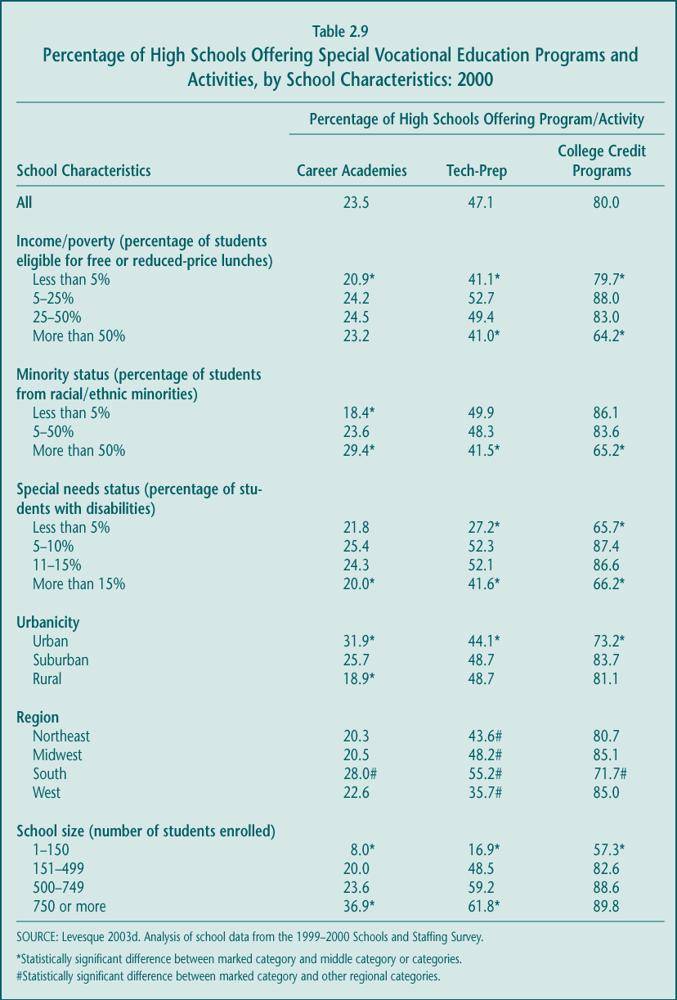 Table 2.9
Percentage of High Schools Offering Special Vocational Education Programs and
Activities, by School Characteristics: 2000
Percentage of High Schools Offering Program/Activity
College Credit
School Characteristics Career Academies Tech-Prep Programs
All 23.5 47.1 80.0
Income/poverty (percentage of students
eligible for free or reduced-price lunches)
Less than 5% 20.9* 41.1* 79.7*
5–25% 24.2 52.7 88.0
25–50% 24.5 49.4 83.0
More than 50% 23.2 41.0* 64.2*
Minority status (percentage of students
from racial/ethnic minorities)
Less than 5% 18.4* 49.9 86.1
5–50% 23.6 48.3 83.6
More than 50% 29.4* 41.5* 65.2*
Special needs status (percentage of stu-
dents with disabilities)
Less than 5% 21.8 27.2* 65.7*
5–10% 25.4 52.3 87.4
11–15% 24.3 52.1 86.6
More than 15% 20.0* 41.6* 66.2*
Urbanicity
Urban 31.9* 44.1* 73.2*
Suburban 25.7 48.7 83.7
Rural 18.9* 48.7 81.1
Region
Northeast 20.3 43.6# 80.7
Midwest 20.5 48.2# 85.1
South 28.0# 55.2# 71.7#
West 22.6 35.7# 85.0
School size (number of students enrolled)
1–150 8.0* 16.9* 57.3*
151–499 20.0 48.5 82.6
500–749 23.6 59.2 88.6
750 or more 36.9* 61.8* 89.8
SOURCE: Levesque 2003d. Analysis of school data from the 1999–2000 Schools and Staffing Survey.
*Statistically significant difference between marked category and middle category or categories.
#Statistically significant difference between marked category and other regional categories.